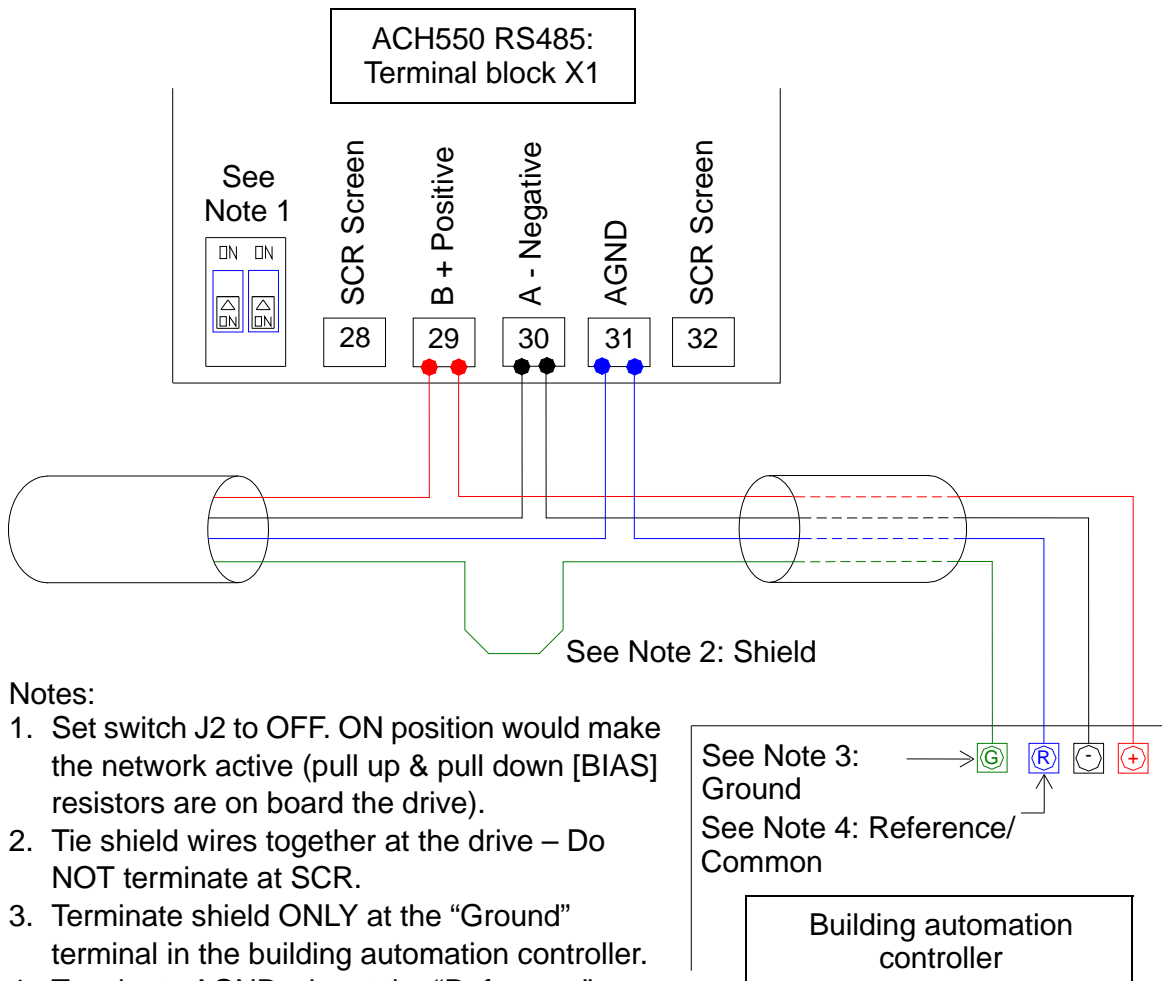 ACH550 RS485:
Terminal block X1
See
Note 1
ON ON
ON ON
SCR Screen
B + Positive
A - Negative
AGND
SCR Screen
28 29 30 31 32
See Note 2: Shield
Notes:
1. Set switch J2 to OFF. ON position would make
the network active (pull up & pull down [BIAS]
resistors are on board the drive).
2. Tie shield wires together at the drive – Do
NOT terminate at SCR.
3. Terminate shield ONLY at the “Ground”
terminal in the building automation controller.
See Note 3:
Ground
G R - +
See Note 4: Reference/
Common
Building automation
controller